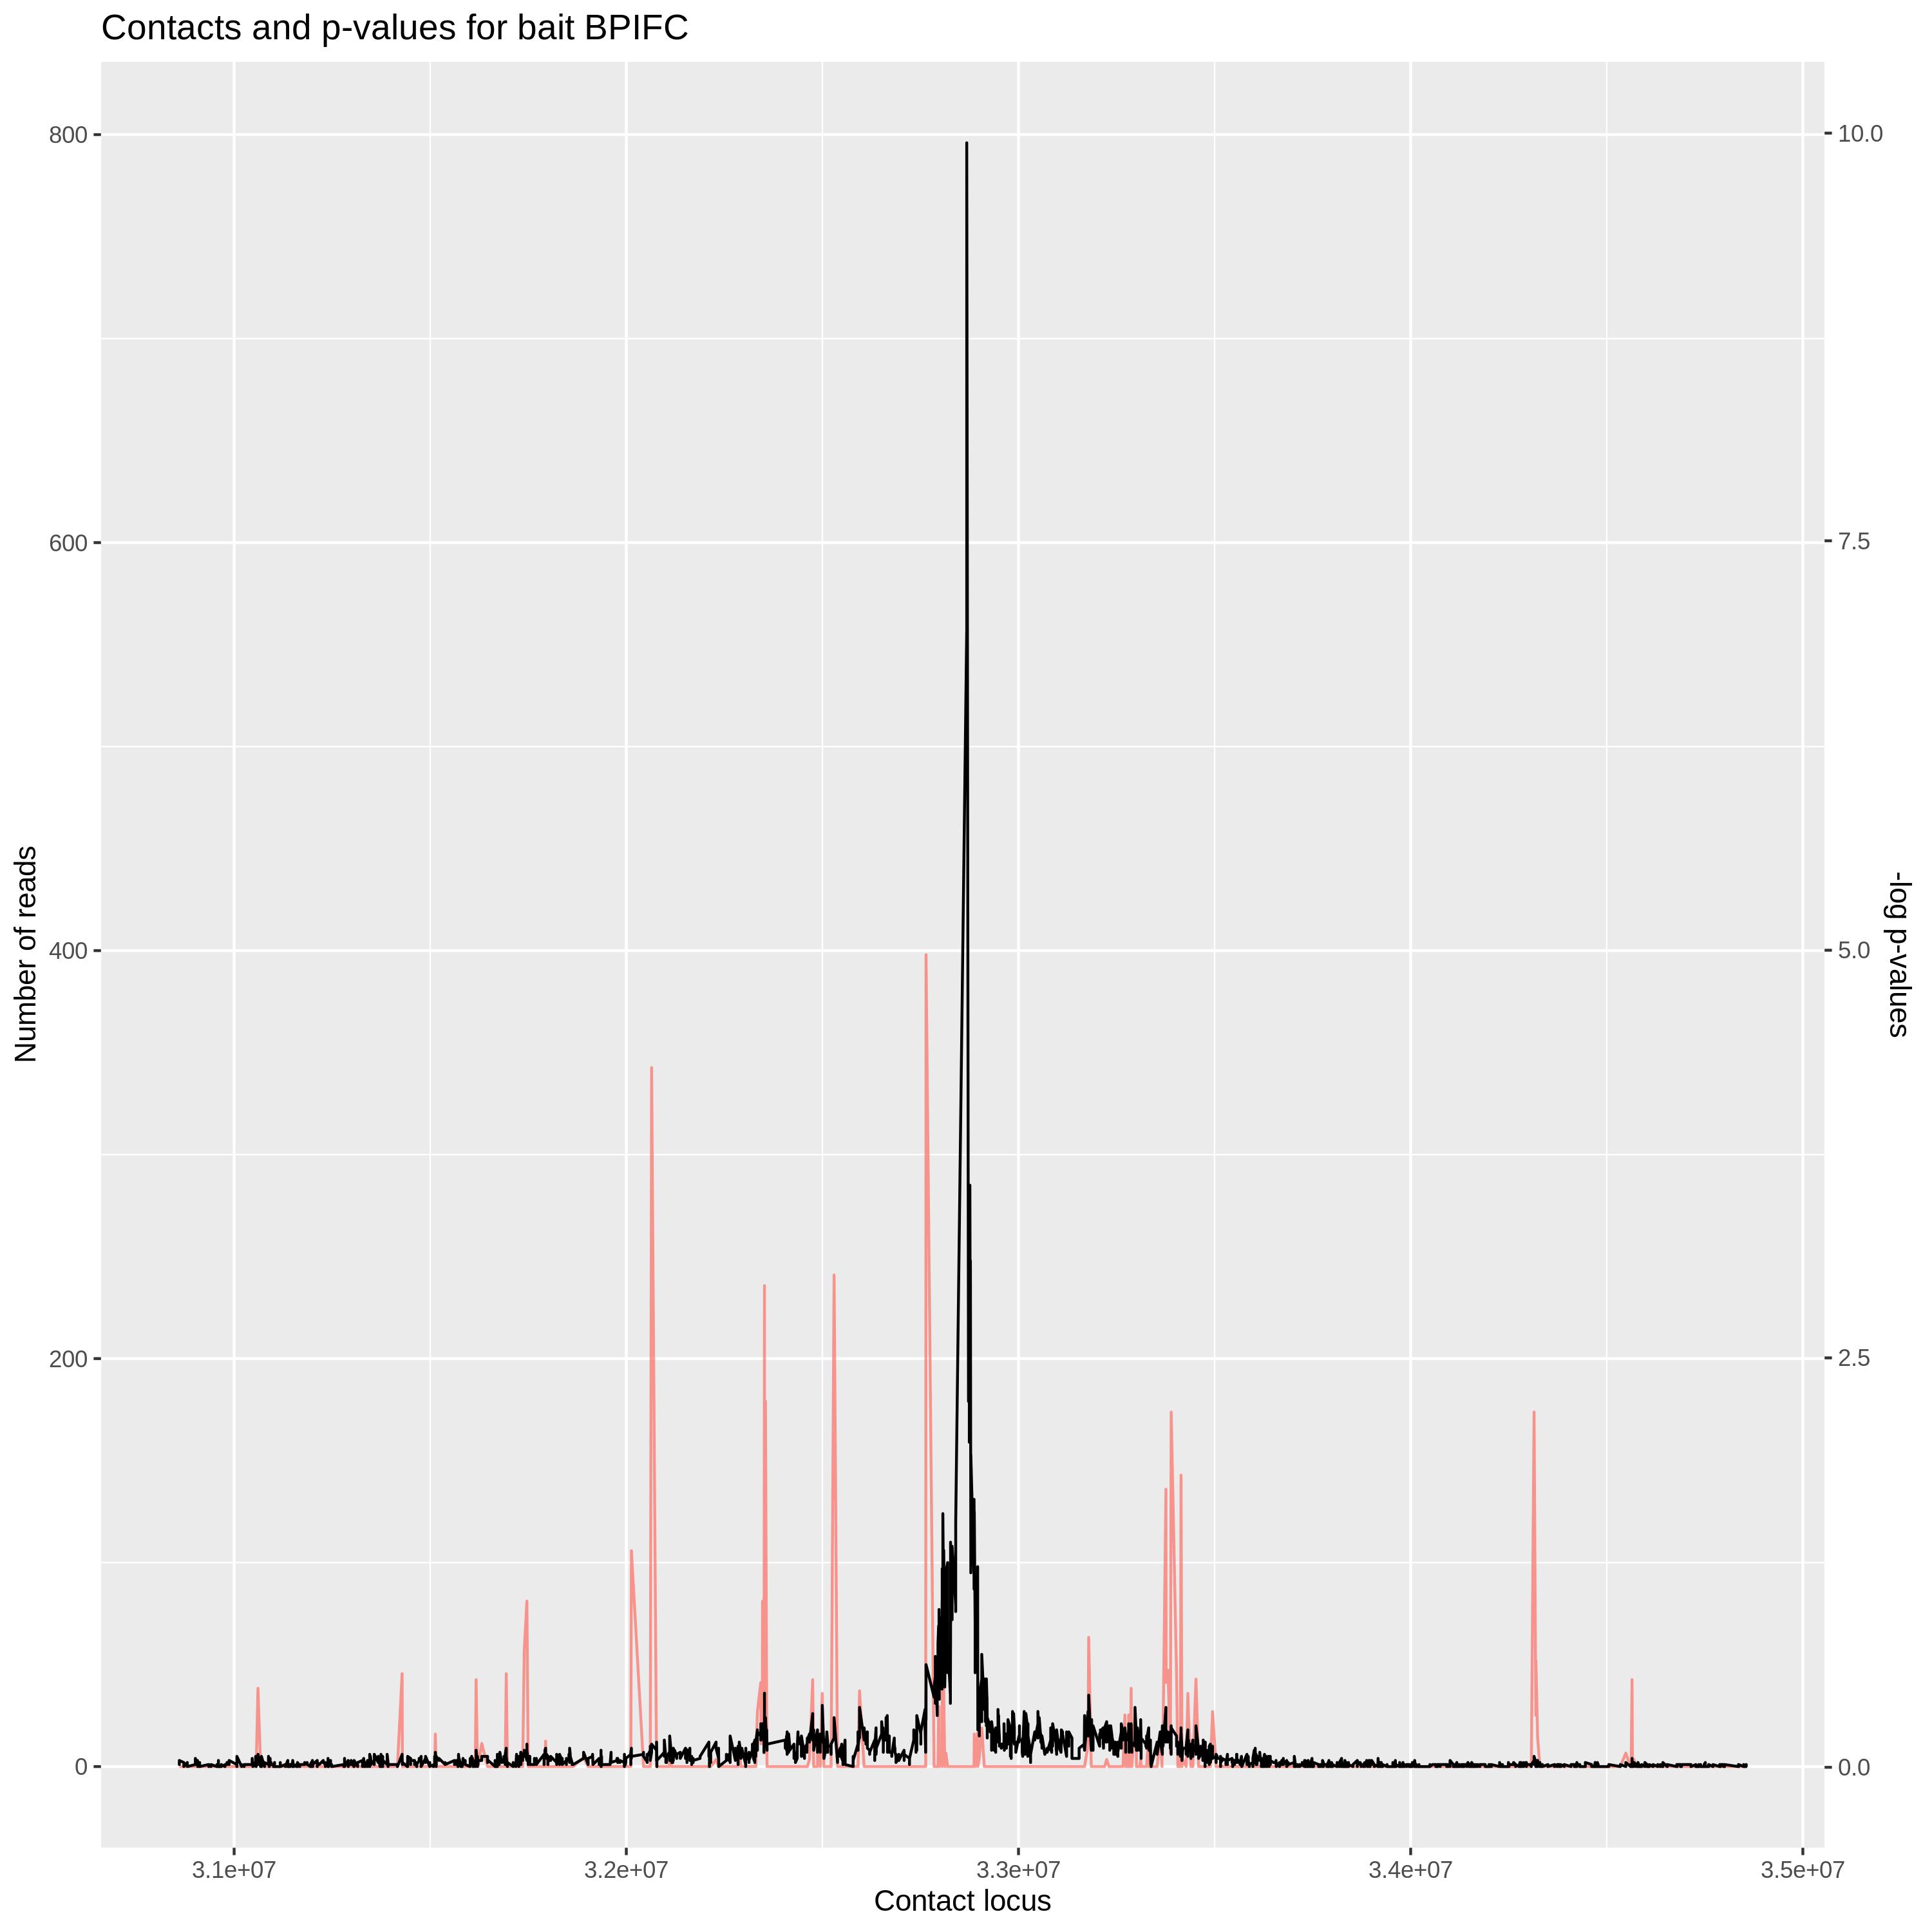 Contacts and p-values for bait BPIFC
800
600
400
200
0
Number of reads
10.0
7.5
5.0
2.5
0.0
-log p-values
3.1e+07 3.2e+07 3.3e+07 3.4e+07 3.5e+07
Contact locus